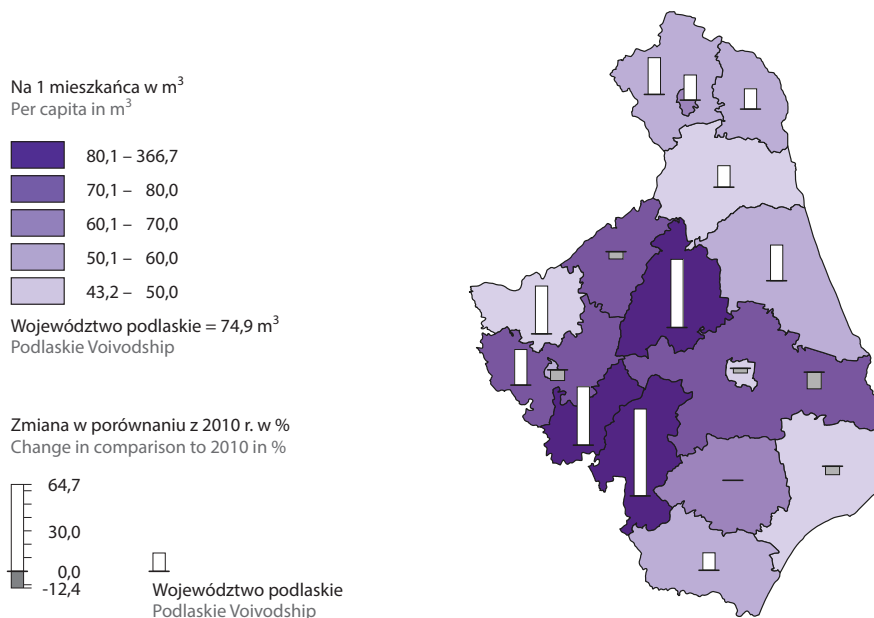 Na 1 mieszkańca w m³
Per capita in m³
80,1 – 366,7
70,1 – 80,0
60,1 – 70,0
50,1 – 60,0
43,2 – 50,0
Województwo podlaskie = 74,9 m³
Podlaskie Voivodship
Zmiana w porównaniu z 2010 r. w %
Change in comparison to 2010 in %
64,7
30,0
0,0
-12,4
Województwo podlaskie
Podlaskie Voivodship